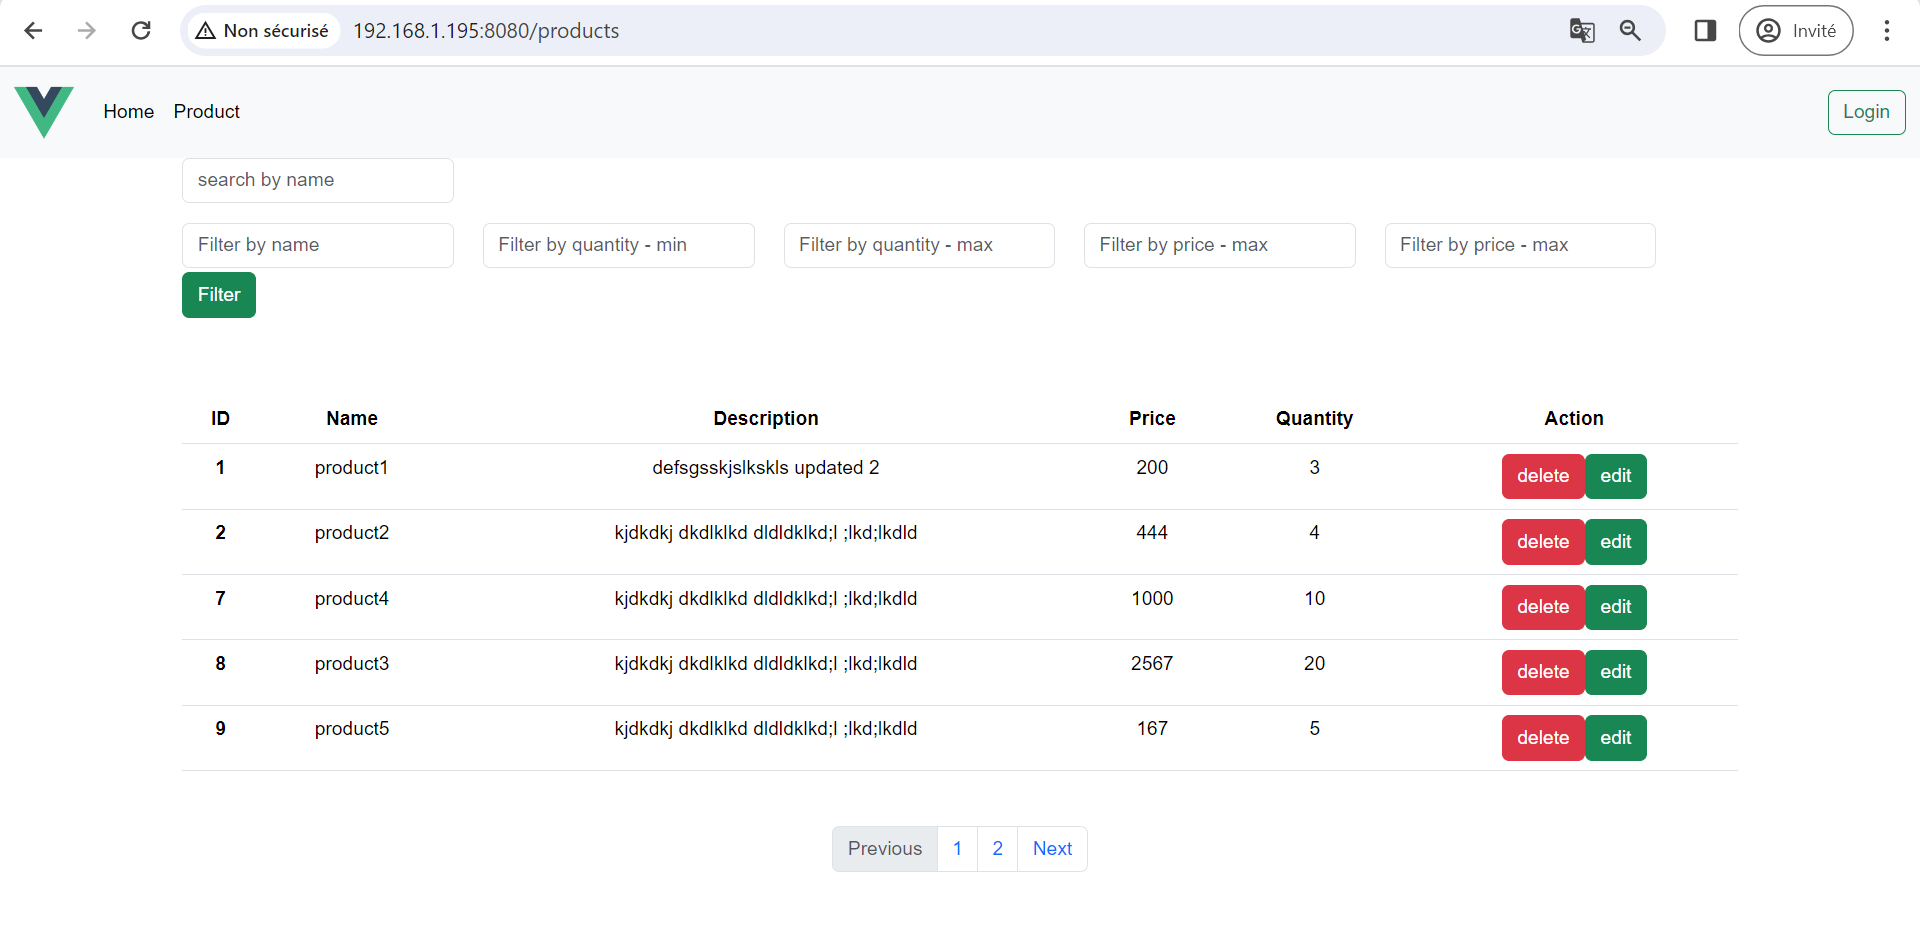 Non sécurisé 192.168.1.195:8080/products Invité
Home Product Login
search by name
Filter by name Filter by quantity - min Filter by quantity - max Filter by price - max Filter by price - max
Filter
ID Name Description Price Quantity Action
1 product1 defsgsskjslkskls updated 2 200 3 delete edit
2 product2 kjdkdkj dkdlklkd dldldklkd;l ;lkd;lkdld 444 4 delete edit
7 product4 kjdkdkj dkdlklkd dldldklkd;l ;lkd;lkdld 1000 10 delete edit
8 product3 kjdkdkj dkdlklkd dldldklkd;l ;lkd;lkdld 2567 20 delete edit
9 product5 kjdkdkj dkdlklkd dldldklkd;l ;lkd;lkdld 167 5 delete edit
Previous 1 2 Next